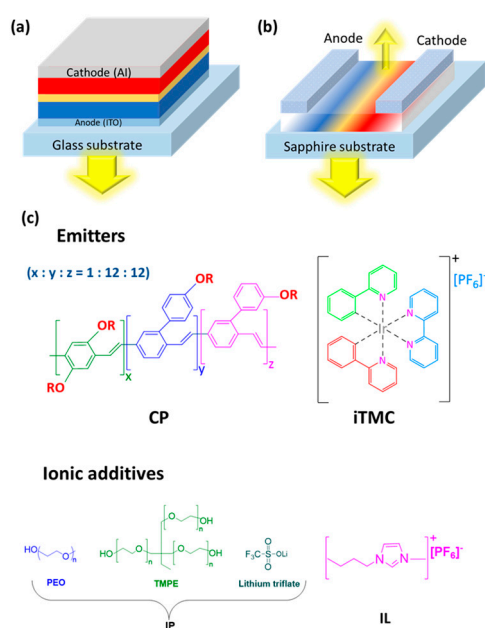 (a)
Cathode (Al)
Anode (ITO)
Glass substrate
(b)
Anode
Cathode
Sapphire substrate
(c)
Emitters
(x : y : z = 1 : 12 : 12)
OR
RO
x
OR
y
OR
z
CP
N
N
N
N
Ir
+
[PF6]-
iTMC
Ionic additives
HO
O
n
PEO
O
OH
n
HO
O
n
O
OH
n
TMPE
O
F3C-S-OLi
O
Lithium triflate
IP
N
N
+
[PF6]-
IL